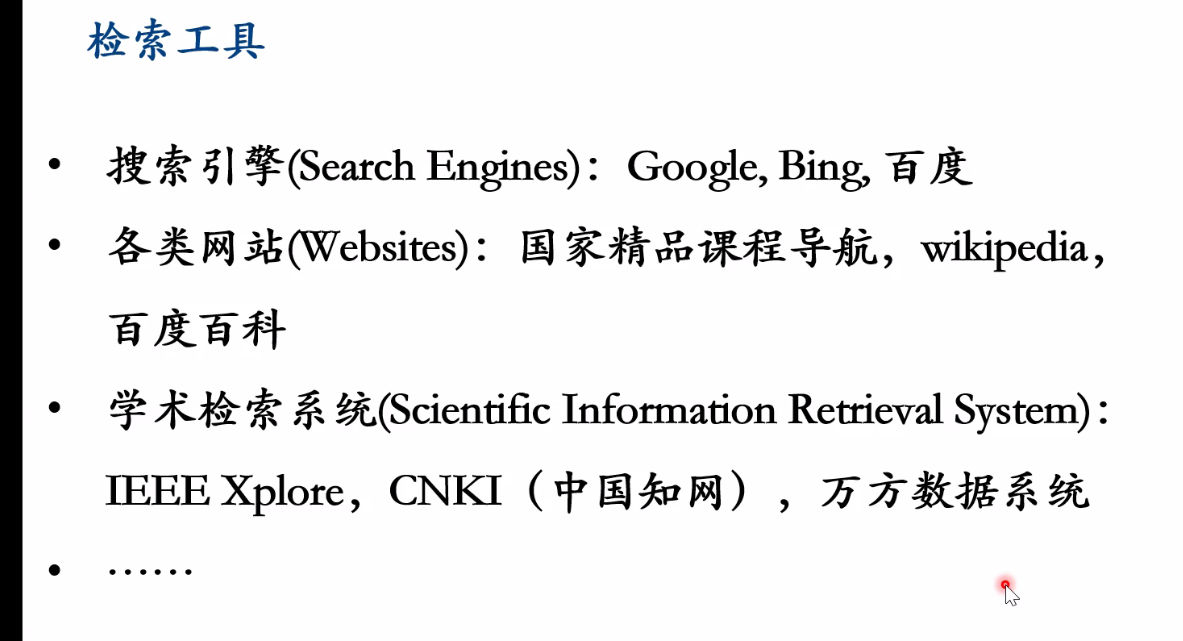 检索工具
• 搜索引擎(Search Engines)：Google, Bing, 百度
• 各类网站(Websites)：国家精品课程导航，wikipedia，
百度百科
• 学术检索系统(Scientific Information Retrieval System)：
IEEE Xplore，CNKI（中国知网），万方数据系统
• ……